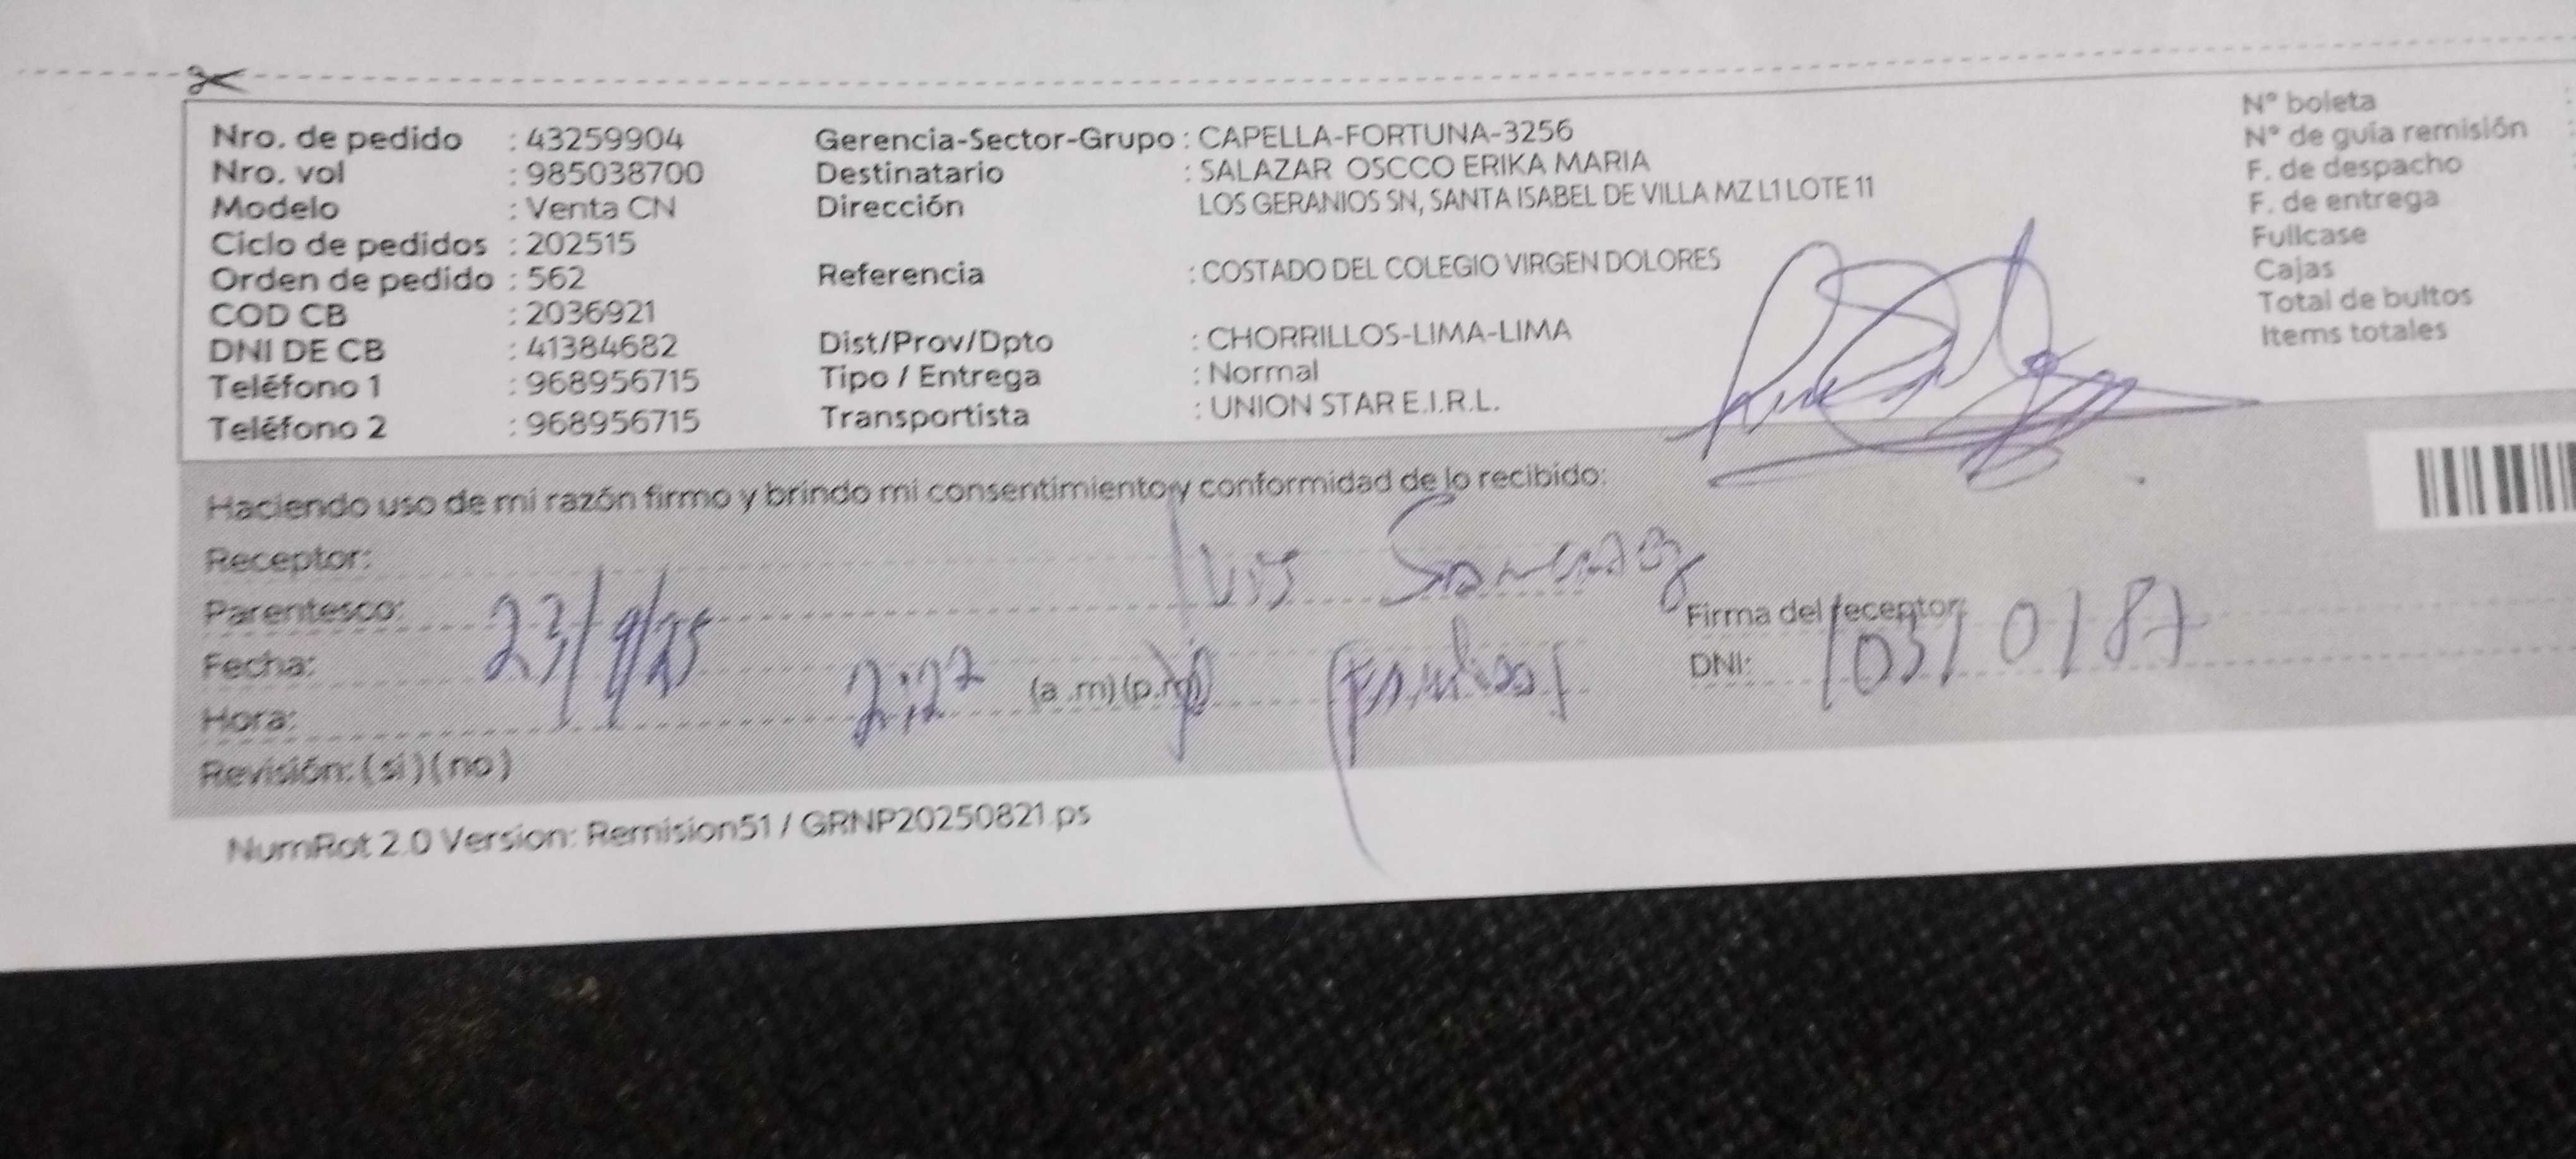 Nro. de pedido : 43259904 Gerencia-Sector-Grupo : CAPELLA-FORTUNA-3256 N° boleta
Nro. vol : 985038700 Destinatario : SALAZAR OSCCO ERIKA MARIA N° de guía remisión
Modelo : Venta CN Dirección LOS GERANIOS SN, SANTA ISABEL DE VILLA MZ L1 LOTE 11 F. de despacho
Ciclo de pedidos : 202515 F. de entrega
Orden de pedido : 562 Referencia : COSTADO DEL COLEGIO VIRGEN DOLORES Fullcase
COD CB : 2036921 Cajas
DNI DE CB : 41384682 Dist/Prov/Dpto : CHORRILLOS-LIMA-LIMA Total de bultos
Teléfono 1 : 968956715 Tipo / Entrega : Normal Items totales
Teléfono 2 : 968956715 Transportista : UNION STAR E.I.R.L.
Haciendo uso de mi razón firmo y brindo mi consentimiento y conformidad de lo recibido:
Receptor: Luis
Parentesco: Firma del receptor:
Fecha: 23/9/25 DNI:
Hora: 2:27 (a.m) (p.m)
Revisión: (si) (no)
NumRot 2.0 Version: Remision51 / GRNP20250821.ps